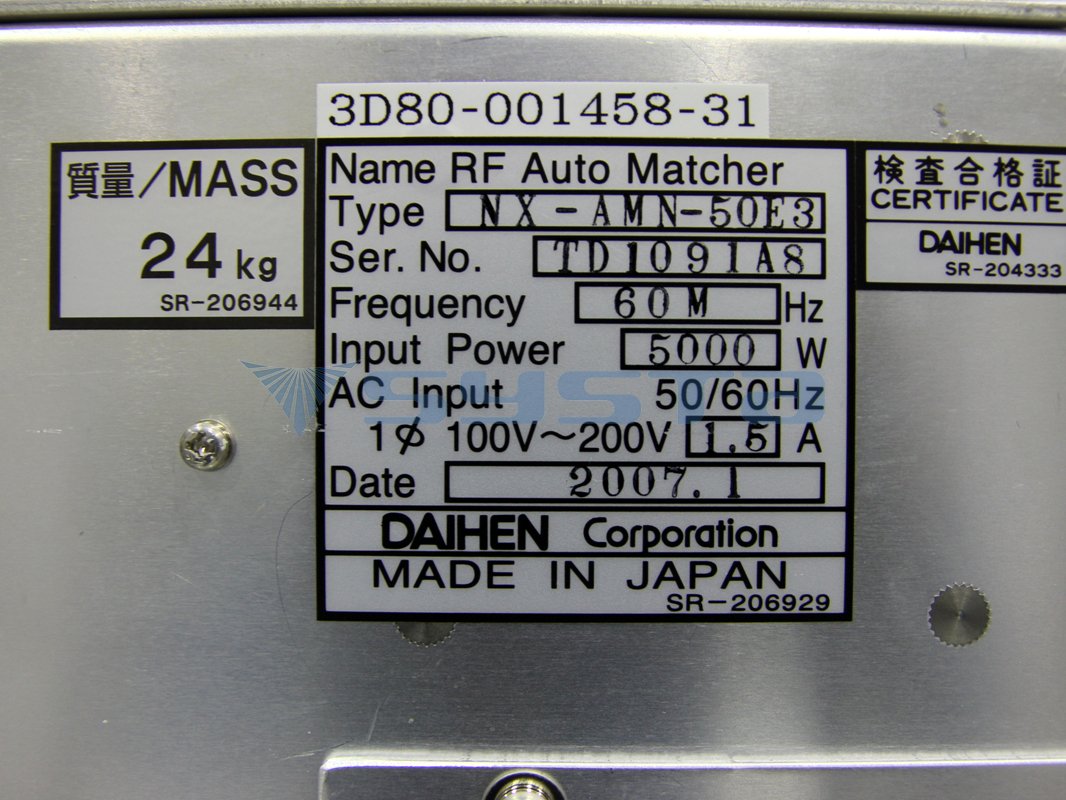 3D80-001458-31
質量/MASS
24kg
SR-206944
Name RF Auto Matcher
Type NX-AMN-50E3
Ser. No. TD1091A8
Frequency 60M Hz
Input Power 5000 W
AC Input 50/60Hz
1φ 100V～200V 1.5 A
Date 2007.1
DAIHEN Corporation
MADE IN JAPAN
SR-206929
検査合格証
CERTIFICATE
DAIHEN
SR-204333
SYSTO